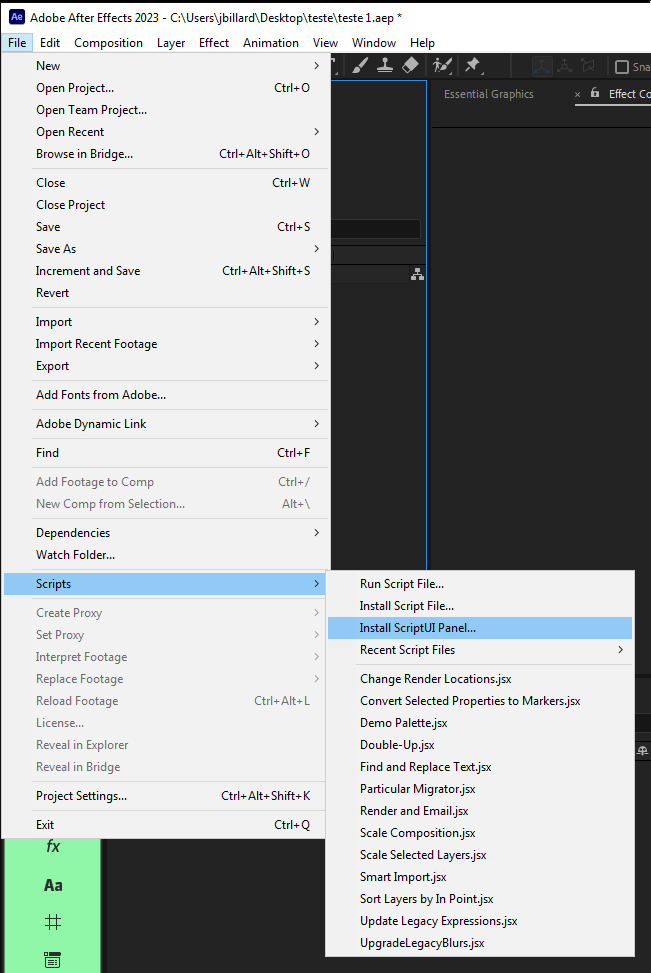 Ae Adobe After Effects 2023 - C:\Users\jbillard\Desktop\teste\teste 1.aep *
File Edit Composition Layer Effect Animation View Window Help
New
Open Project... Ctrl+O
Open Team Project...
Open Recent
Browse in Bridge... Ctrl+Alt+Shift+O
Close Ctrl+W
Close Project
Save Ctrl+S
Save As
Increment and Save Ctrl+Alt+Shift+S
Revert
Import
Import Recent Footage
Export
Add Fonts from Adobe...
Adobe Dynamic Link
Find Ctrl+F
Add Footage to Comp Ctrl+/
New Comp from Selection... Alt+\
Dependencies
Watch Folder...
Scripts
Create Proxy
Set Proxy
Interpret Footage
Replace Footage
Reload Footage Ctrl+Alt+L
License...
Reveal in Explorer
Reveal in Bridge
Project Settings... Ctrl+Alt+Shift+K
Exit Ctrl+Q
Run Script File...
Install Script File...
Install ScriptUI Panel...
Recent Script Files
Change Render Locations.jsx
Convert Selected Properties to Markers.jsx
Demo Palette.jsx
Double-Up.jsx
Find and Replace Text.jsx
Particular Migrator.jsx
Render and Email.jsx
Scale Composition.jsx
Scale Selected Layers.jsx
Smart Import.jsx
Sort Layers by In Point.jsx
Update Legacy Expressions.jsx
UpgradeLegacyBlurs.jsx
Sna
Essential Graphics
× Effect Co
fx
Aa